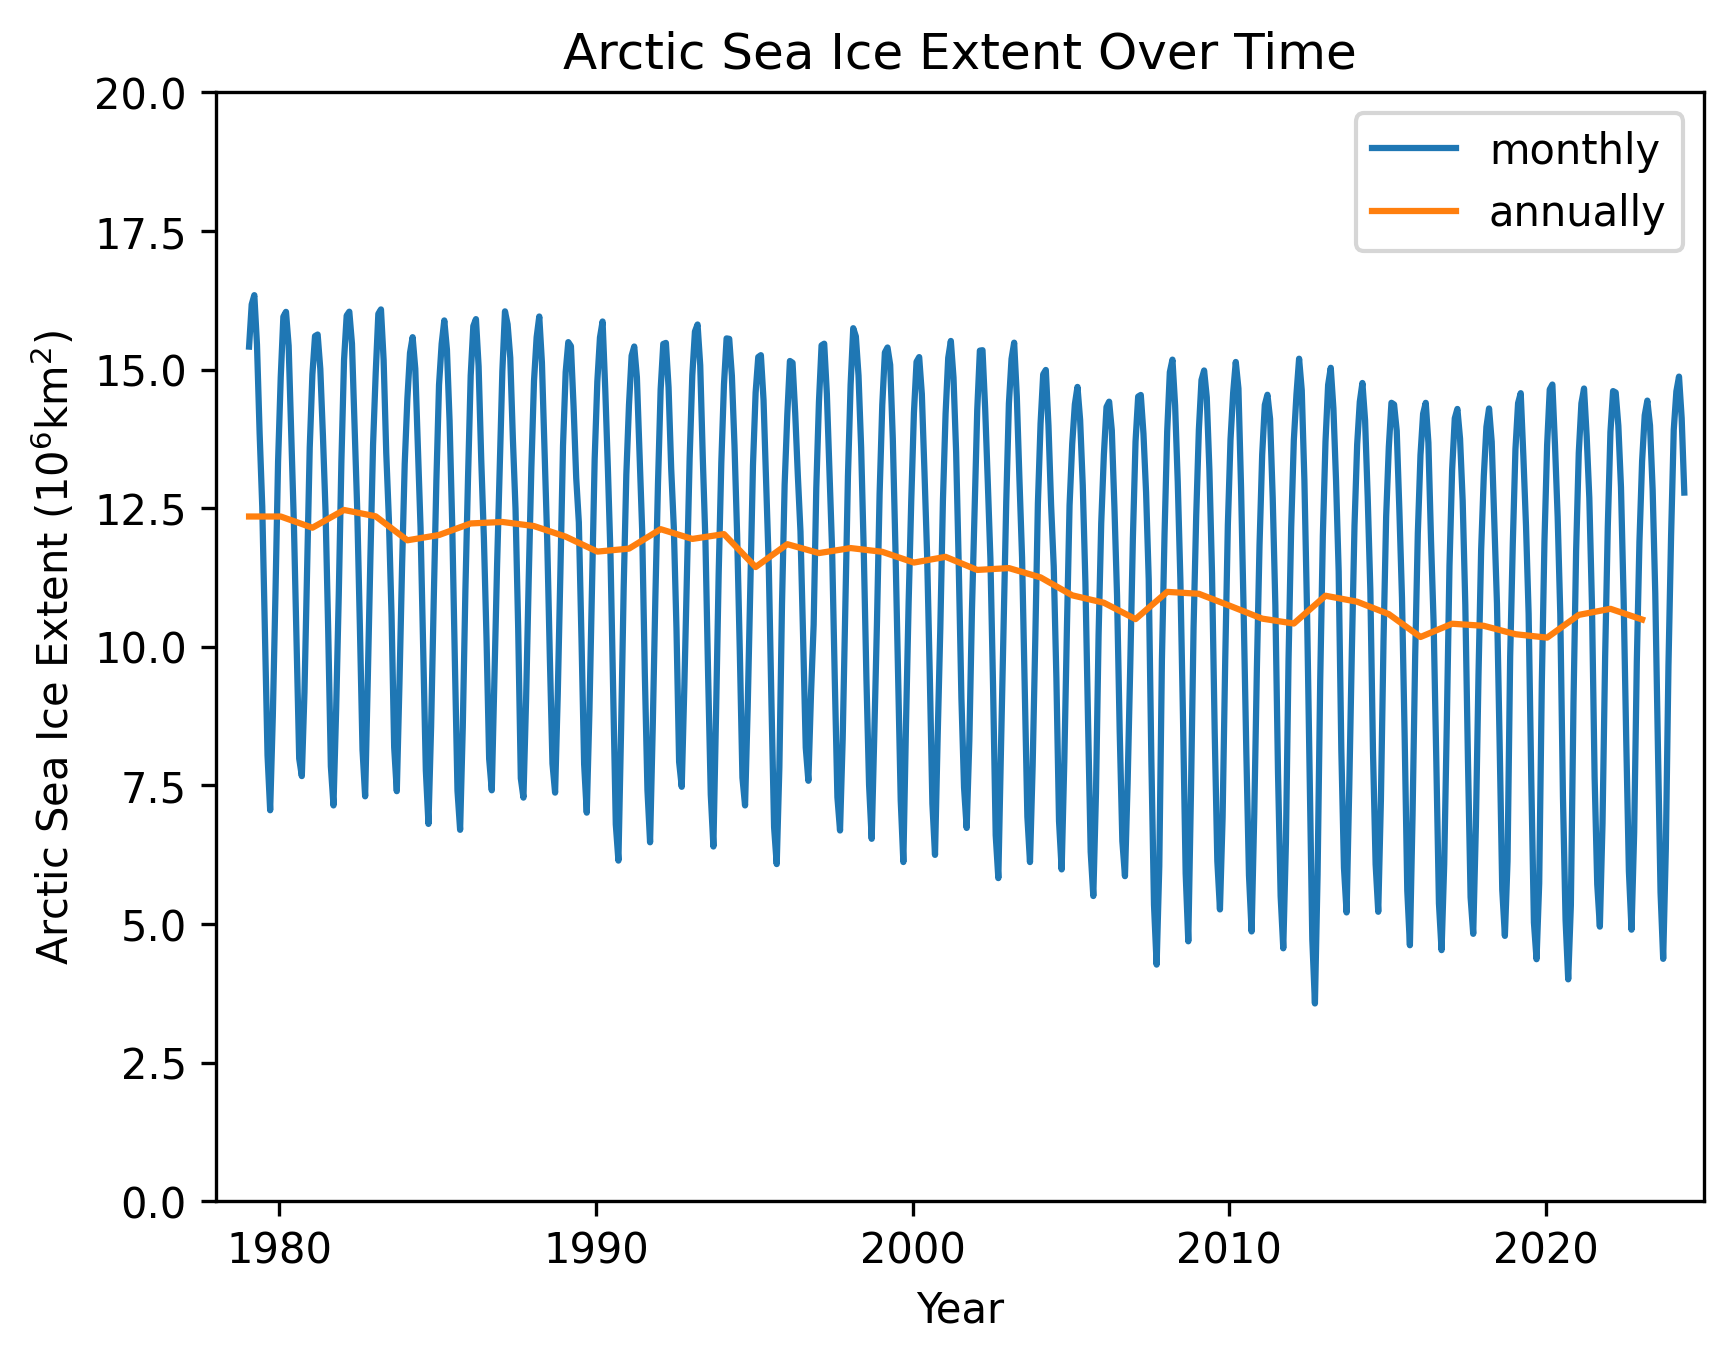 Arctic Sea Ice Extent Over Time
Arctic Sea Ice Extent (10⁶km²)
20.0
17.5
15.0
12.5
10.0
7.5
5.0
2.5
0.0
monthly
annually
1980 1990 2000 2010 2020
Year